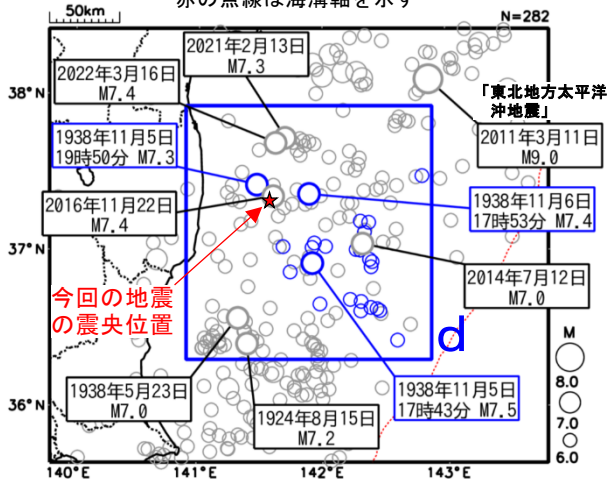 赤の点線は海溝軸を示す
50km
N=282
2021年2月13日
M7.3
2022年3月16日
M7.4
38°N
「東北地方太平洋
沖地震」
2011年3月11日
M9.0
1938年11月5日
19時50分 M7.3
1938年11月6日
17時53分 M7.4
2016年11月22日
M7.4
37°N
2014年7月12日
M7.0
今回の地震
の震央位置
d
M
8.0
7.0
6.0
1938年5月23日
M7.0
1938年11月5日
17時43分 M7.5
36°N
1924年8月15日
M7.2
140°E
141°E
142°E
143°E